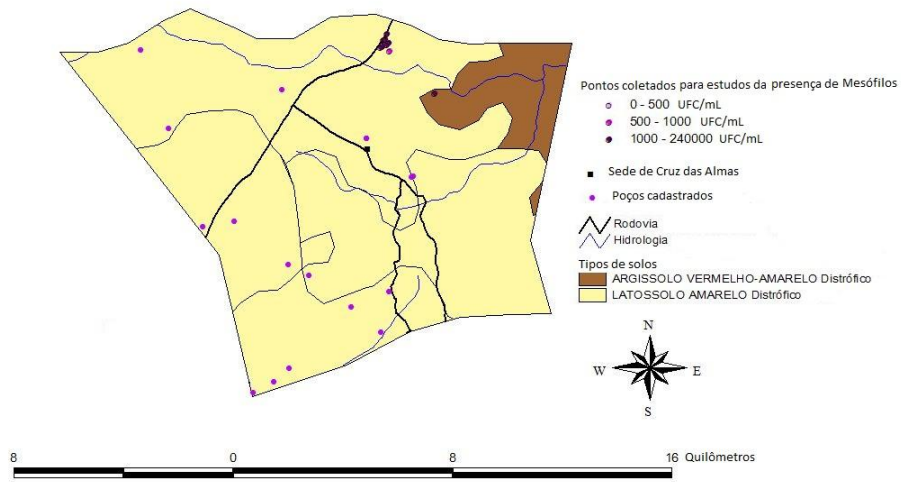 Pontos coletados para estudos da presença de Mesófilos
0 - 500 UFC/mL
500 - 1000 UFC/mL
1000 - 240000 UFC/mL
Sede de Cruz das Almas
Poços cadastrados
Rodovia
Hidrologia
Tipos de solos
ARGISSOLO VERMELHO-AMARELO Distrófico
LATOSSOLO AMARELO Distrófico
N
W E
S
8 0 8 16 Quilômetros